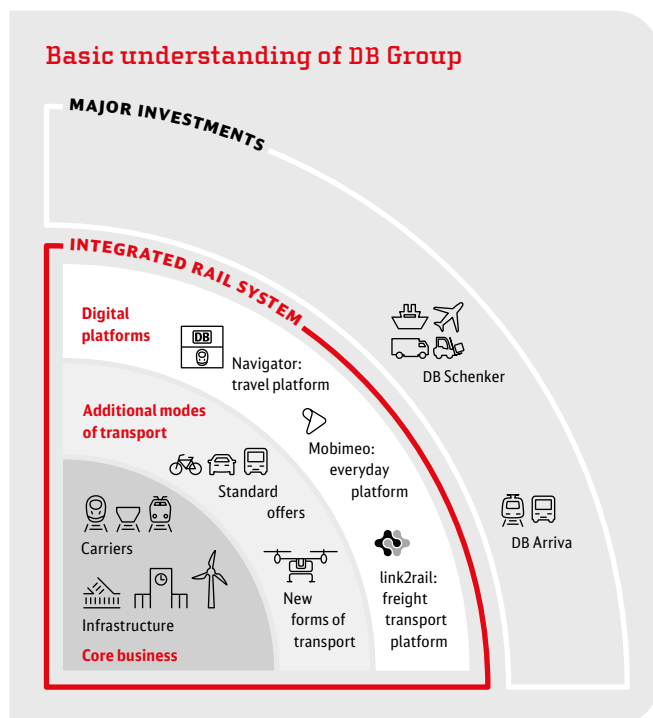 Basic understanding of DB Group
MAJOR INVESTMENTS
INTEGRATED RAIL SYSTEM
Digital
platforms
DB
Navigator:
travel platform
DB Schenker
Additional modes
of transport
Mobimeo:
everyday
platform
Standard
offers
DB Arriva
Carriers
link2rail:
freight
transport
platform
New
forms of
transport
Infrastructure
Core business